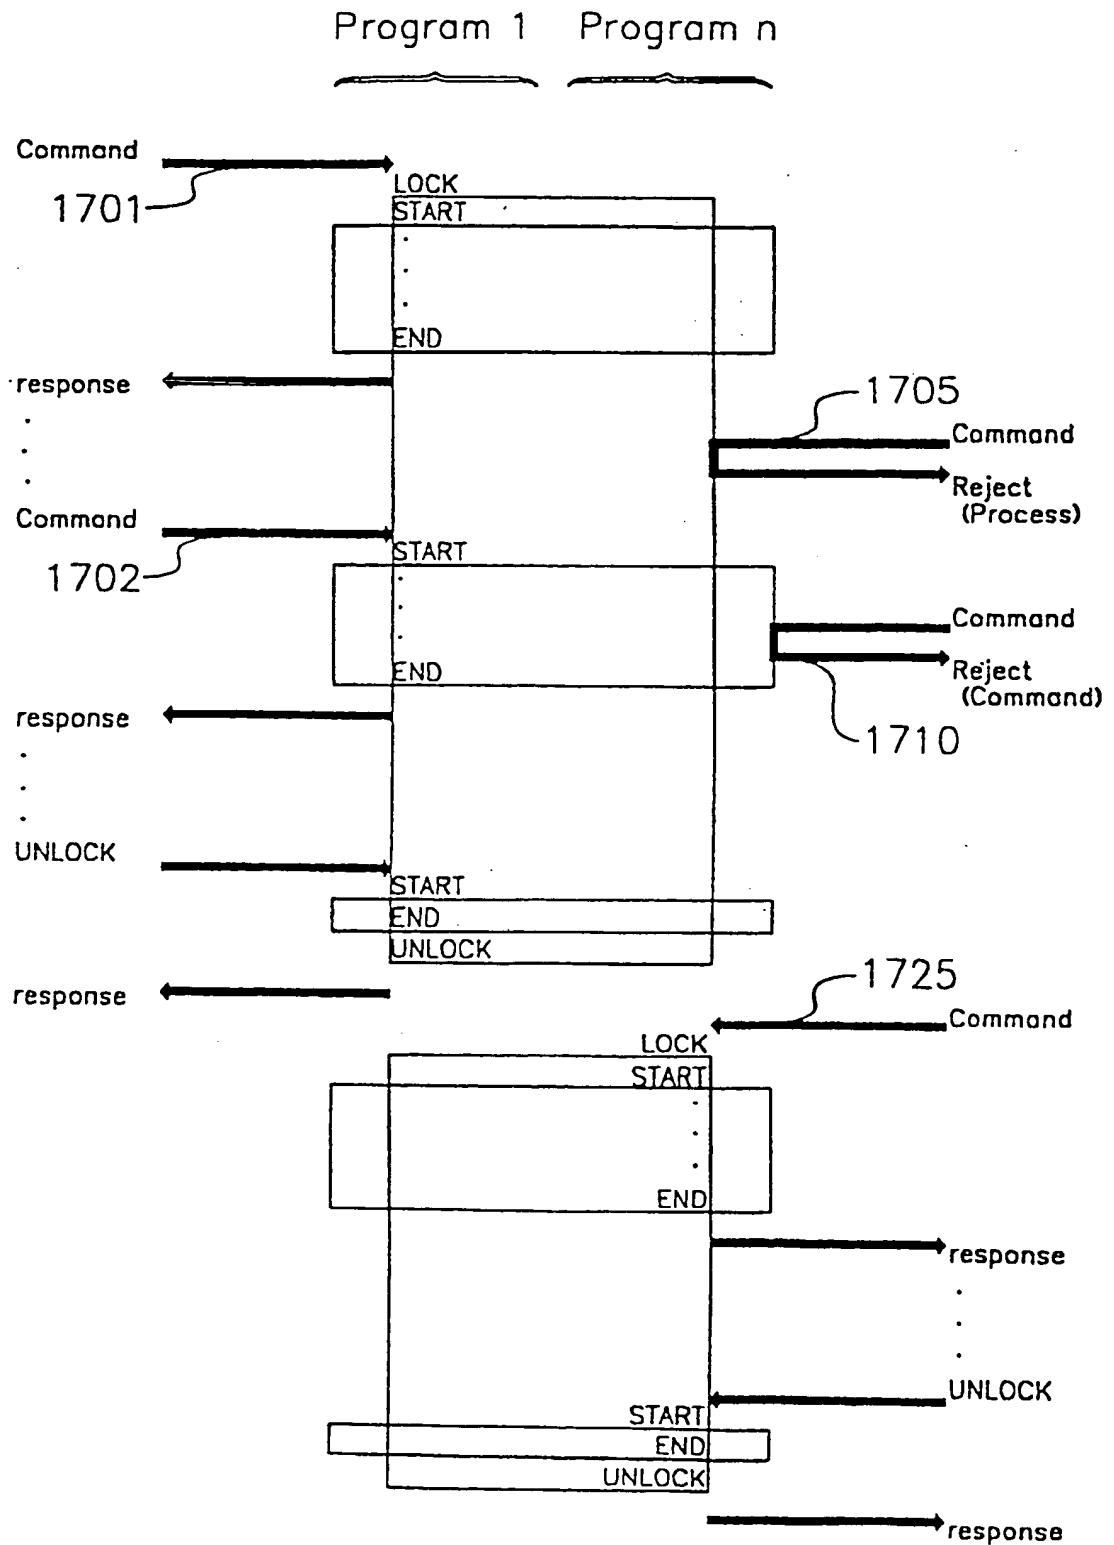 Program 1 Program n
Command
1701
LOCK
START
END
response
1705
Command
Reject
(Process)
Command
START
1702
Command
END
Reject
(Command)
response
1710
UNLOCK
START
END
UNLOCK
response
1725
Command
LOCK
START
END
response
UNLOCK
START
END
UNLOCK
response